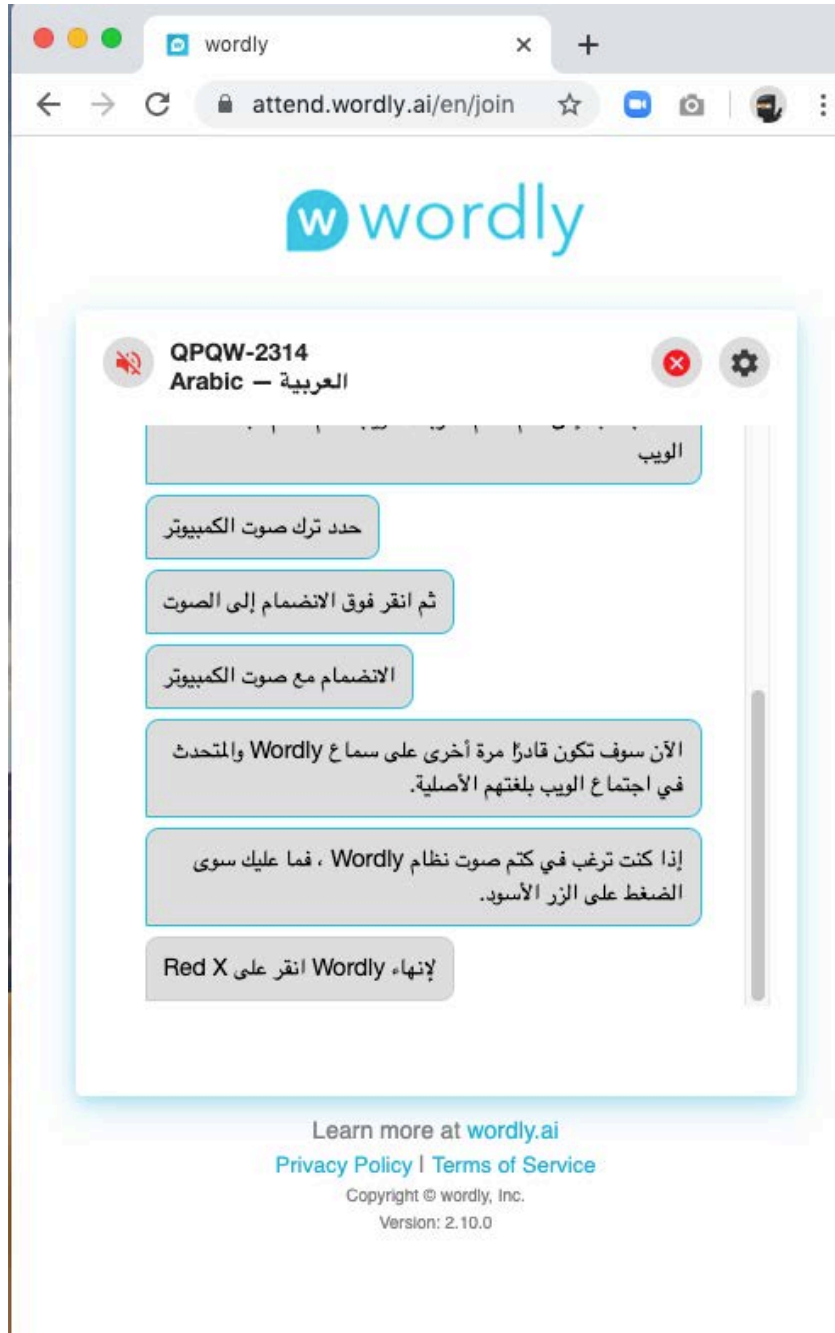 wordly
attend.wordly.ai/en/join
wordly
QPQW-2314
Arabic — العربية
الويب
حدد ترك صوت الكمبيوتر
ثم انقر فوق الانضمام إلى الصوت
الانضمام مع صوت الكمبيوتر
الآن سوف تكون قادرًا مرة أخرى على سماع Wordly والمتحدث
في اجتماع الويب بلغتهم الأصلية.
إذا كنت ترغب في كتم صوت نظام Wordly ، فما عليك سوى
الضغط على الزر الأسود.
لإنهاء Wordly انقر على Red X
Learn more at wordly.ai
Privacy Policy | Terms of Service
Copyright © wordly, Inc.
Version: 2.10.0